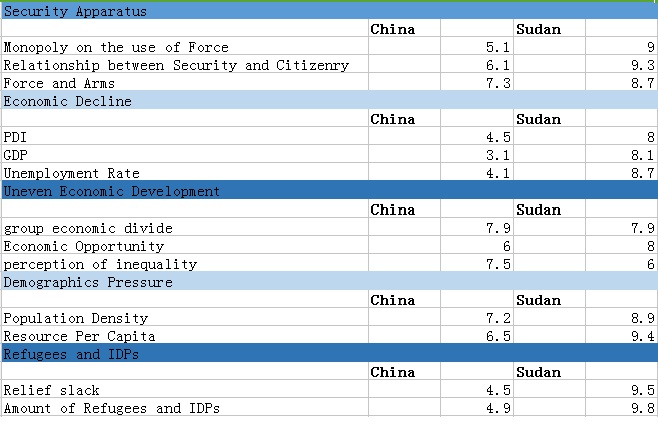 Security Apparatus
China Sudan
Monopoly on the use of Force 5.1 9
Relationship between Security and Citizenry 6.1 9.3
Force and Arms 7.3 8.7
Economic Decline
China Sudan
PDI 4.5 8
GDP 3.1 8.1
Unemployment Rate 4.1 8.7
Uneven Economic Development
China Sudan
group economic divide 7.9 7.9
Economic Opportunity 6 8
perception of inequality 7.5 6
Demographics Pressure
China Sudan
Population Density 7.2 8.9
Resource Per Capita 6.5 9.4
Refugees and IDPs
China Sudan
Relief slack 4.5 9.5
Amount of Refugees and IDPs 4.9 9.8